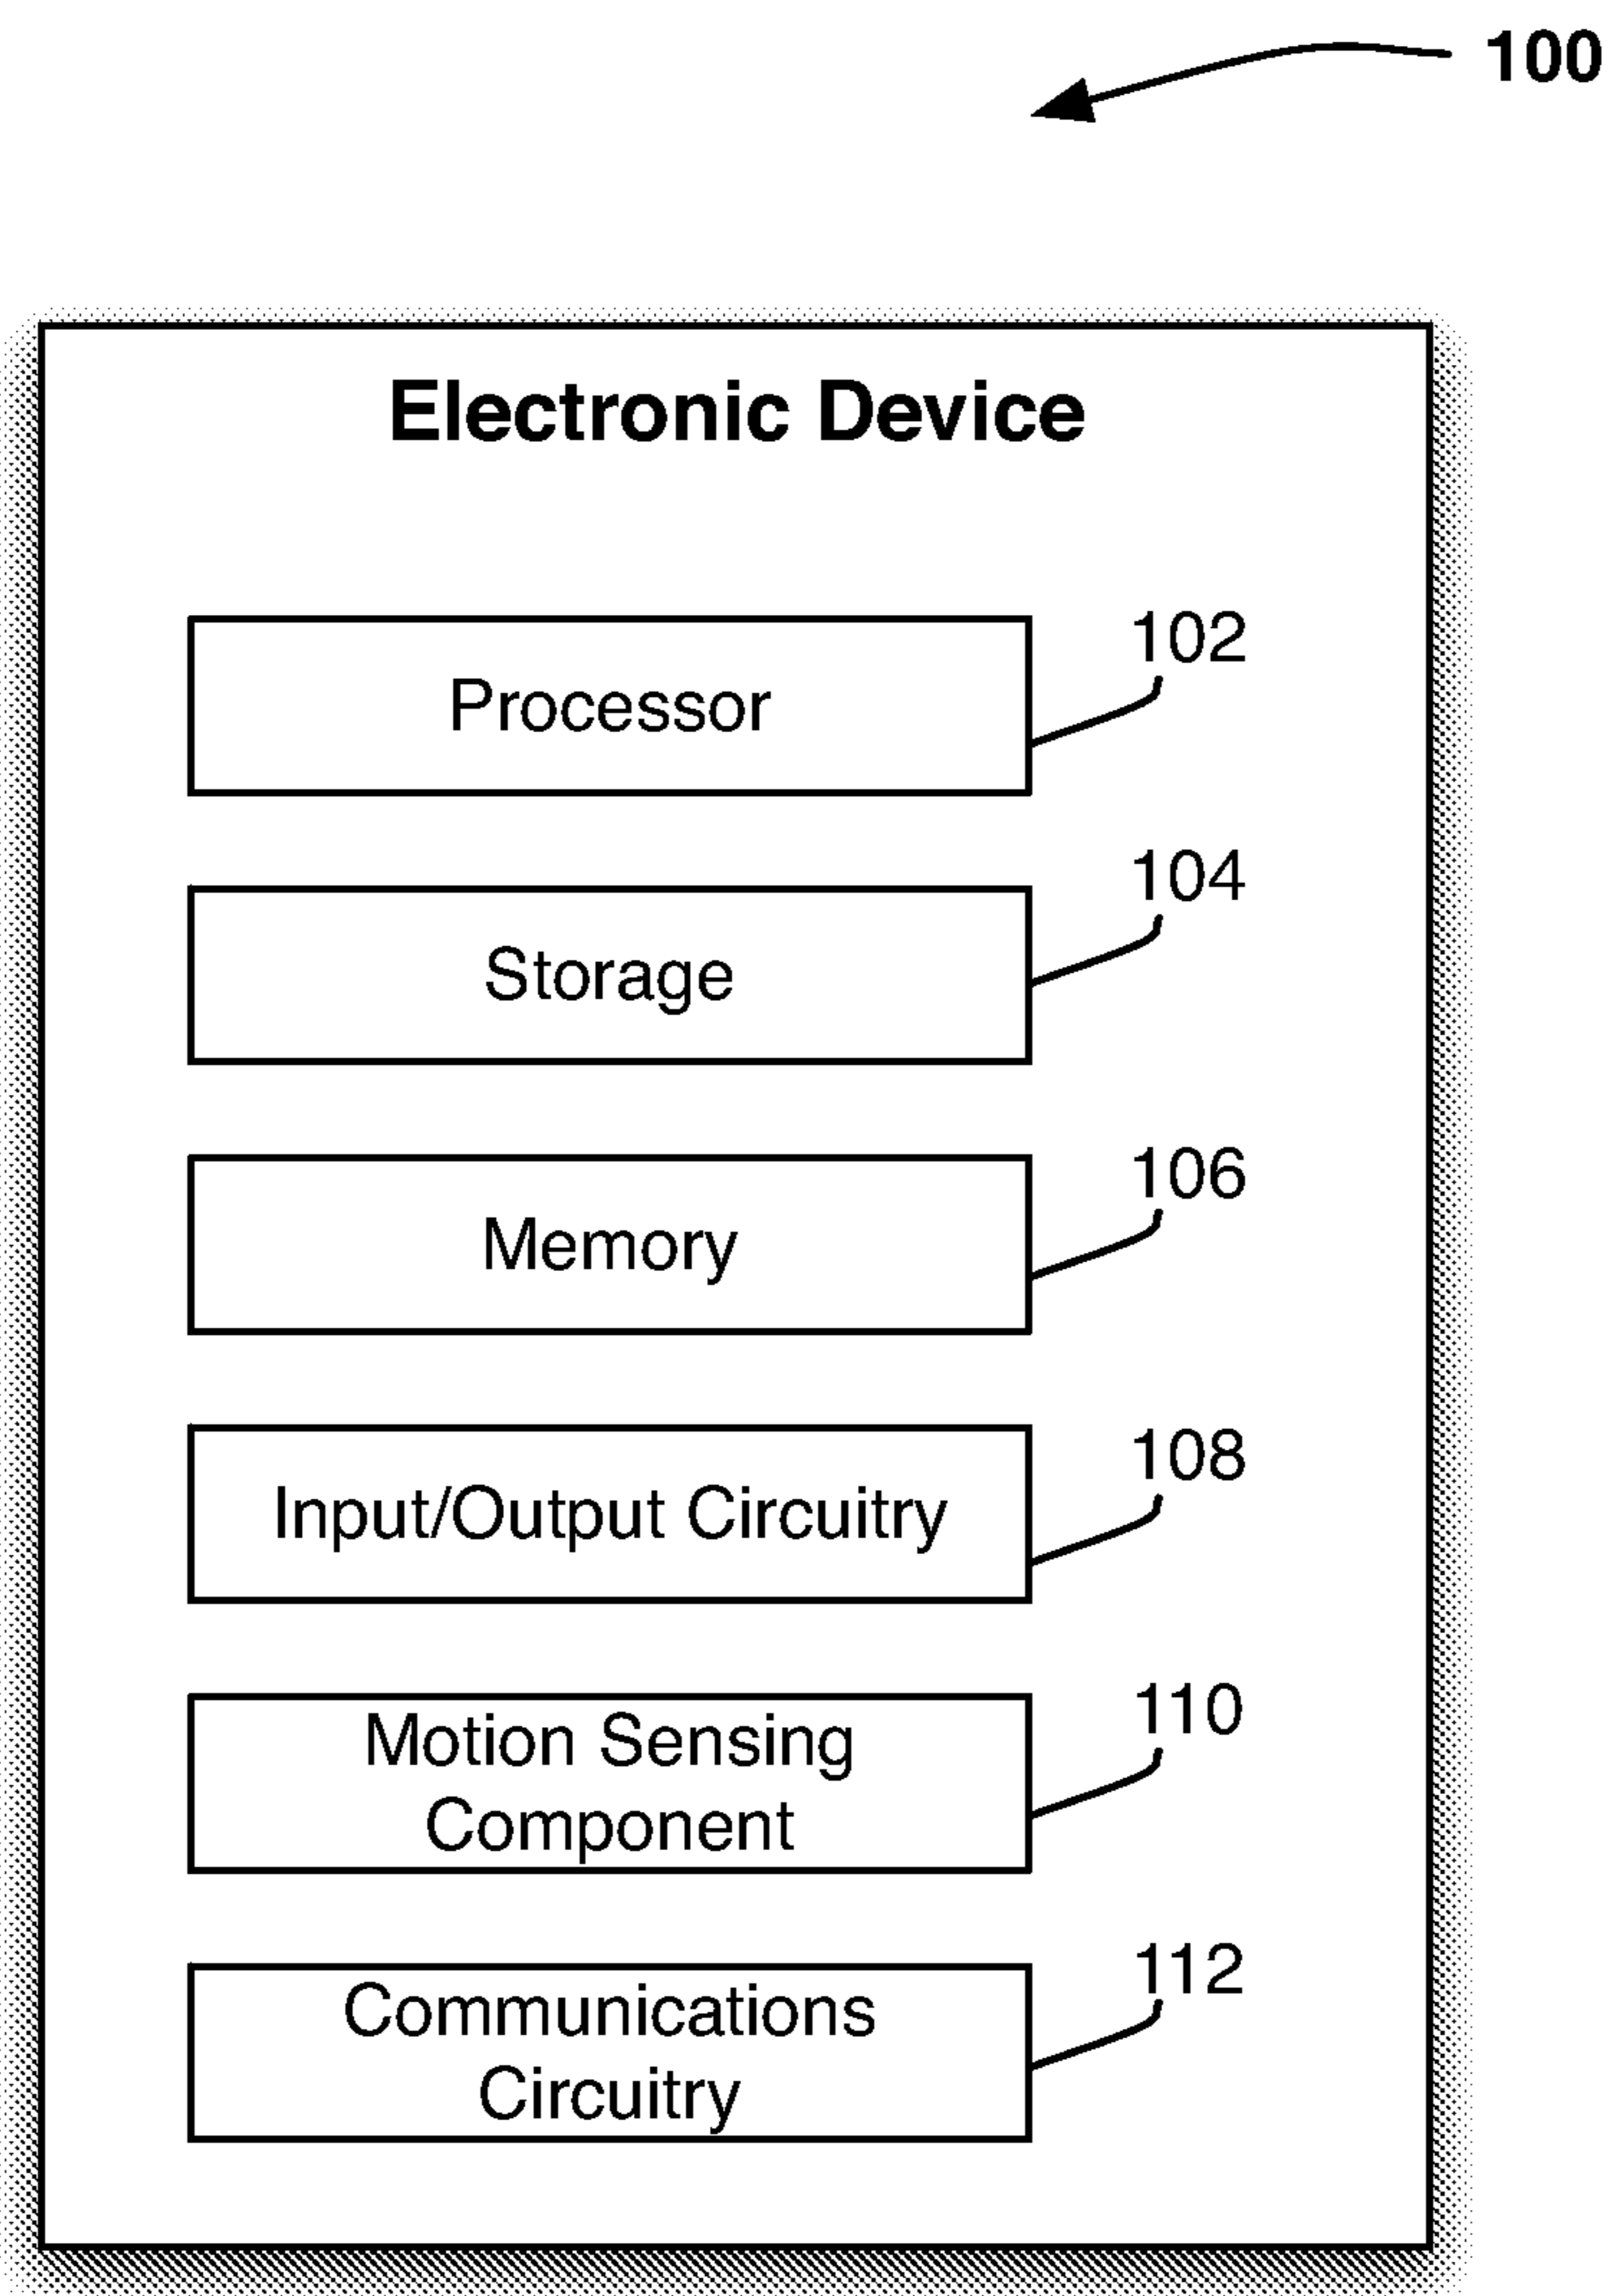 100
Electronic Device
102
Processor
104
Storage
106
Memory
108
Input/Output Circuitry
110
Motion Sensing
Component
112
Communications
Circuitry